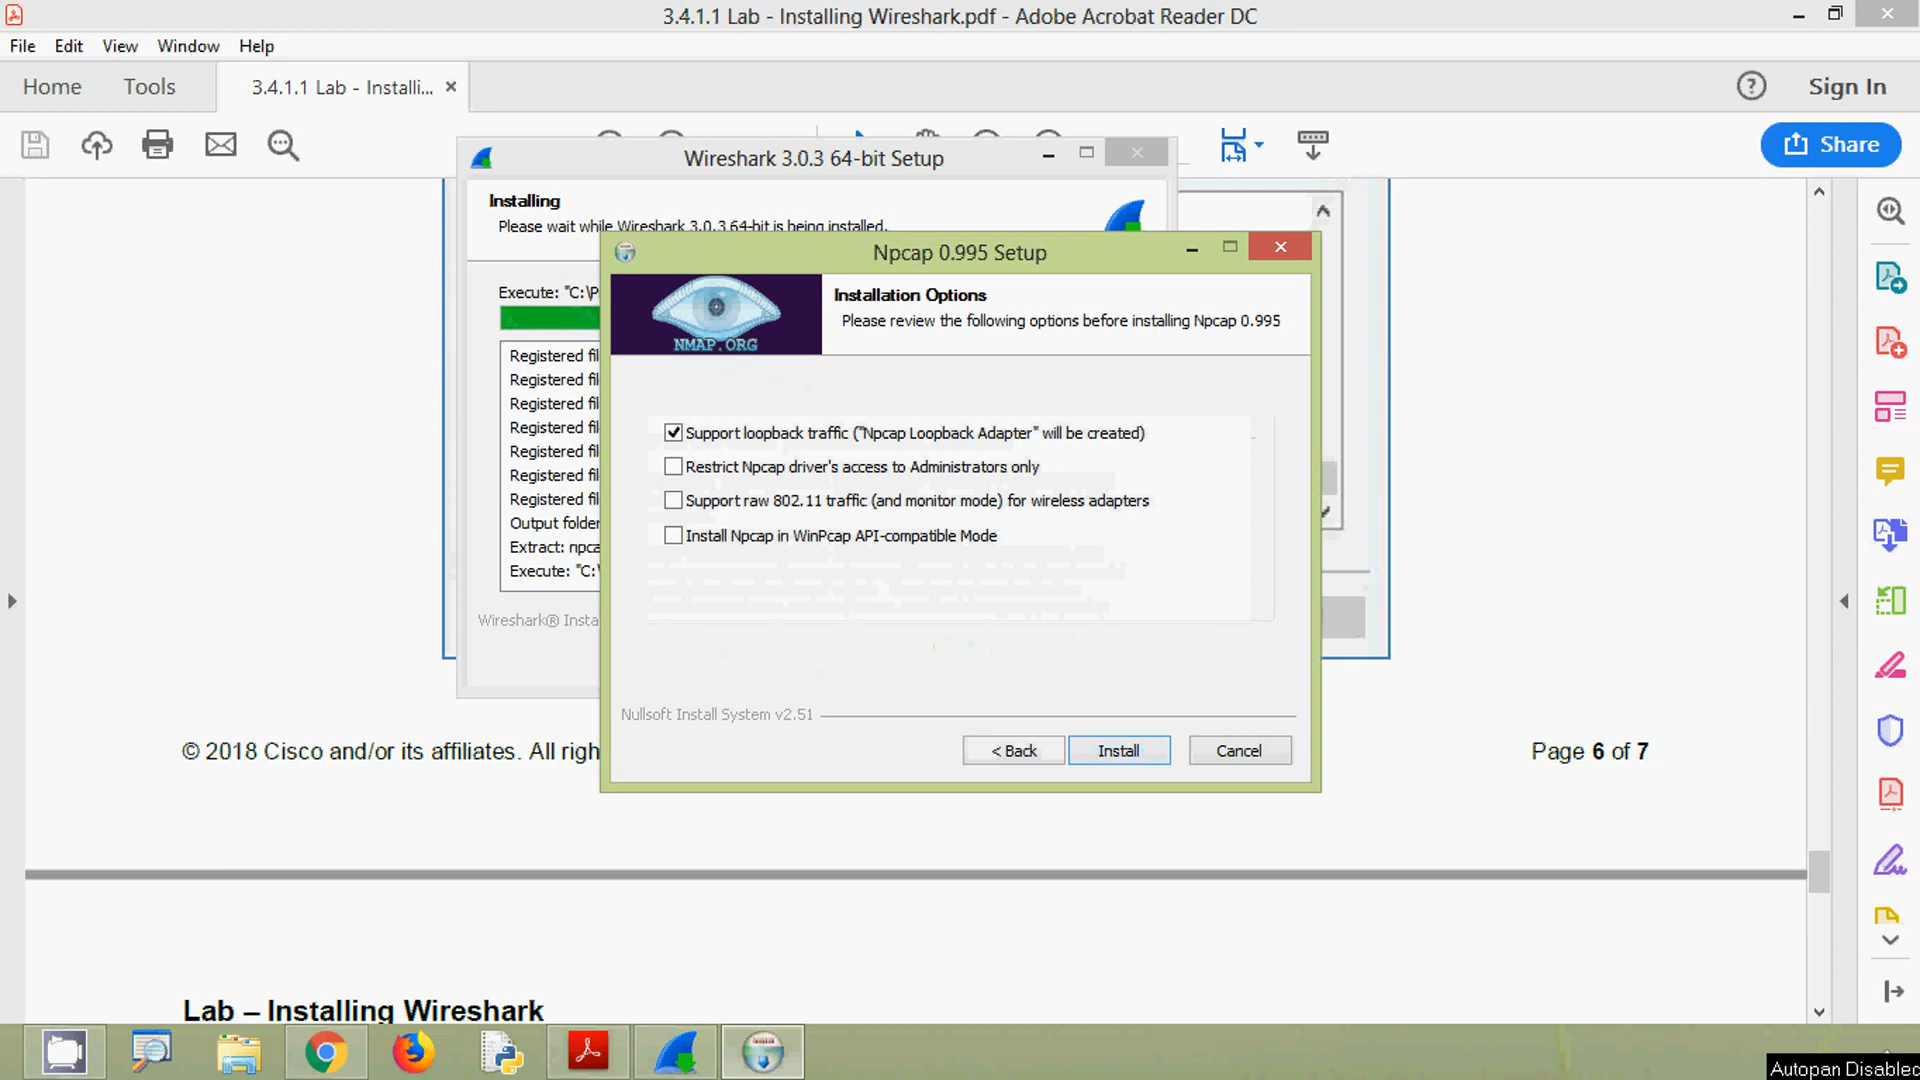 3.4.1.1 Lab - Installing Wireshark.pdf - Adobe Acrobat Reader DC
File Edit View Window Help
Home Tools 3.4.1.1 Lab - Installi... Sign In
Share
Wireshark 3.0.3 64-bit Setup
Installing
Please wait while Wireshark 3.0.3 64-bit is being installed.
Execute: "C:\P
Registered fil
Registered fil
Registered fil
Registered fil
Registered fil
Registered fil
Registered fil
Output folder
Extract: npca
Execute: "C:\
Wireshark® Insta
Npcap 0.995 Setup
NMAP.ORG
Installation Options
Please review the following options before installing Npcap 0.995
Support loopback traffic ("Npcap Loopback Adapter" will be created)
Restrict Npcap driver's access to Administrators only
Support raw 802.11 traffic (and monitor mode) for wireless adapters
Install Npcap in WinPcap API-compatible Mode
Nullsoft Install System v2.51
< Back Install Cancel
© 2018 Cisco and/or its affiliates. All righ
Page 6 of 7
Lab – Installing Wireshark
Autopan Disabled